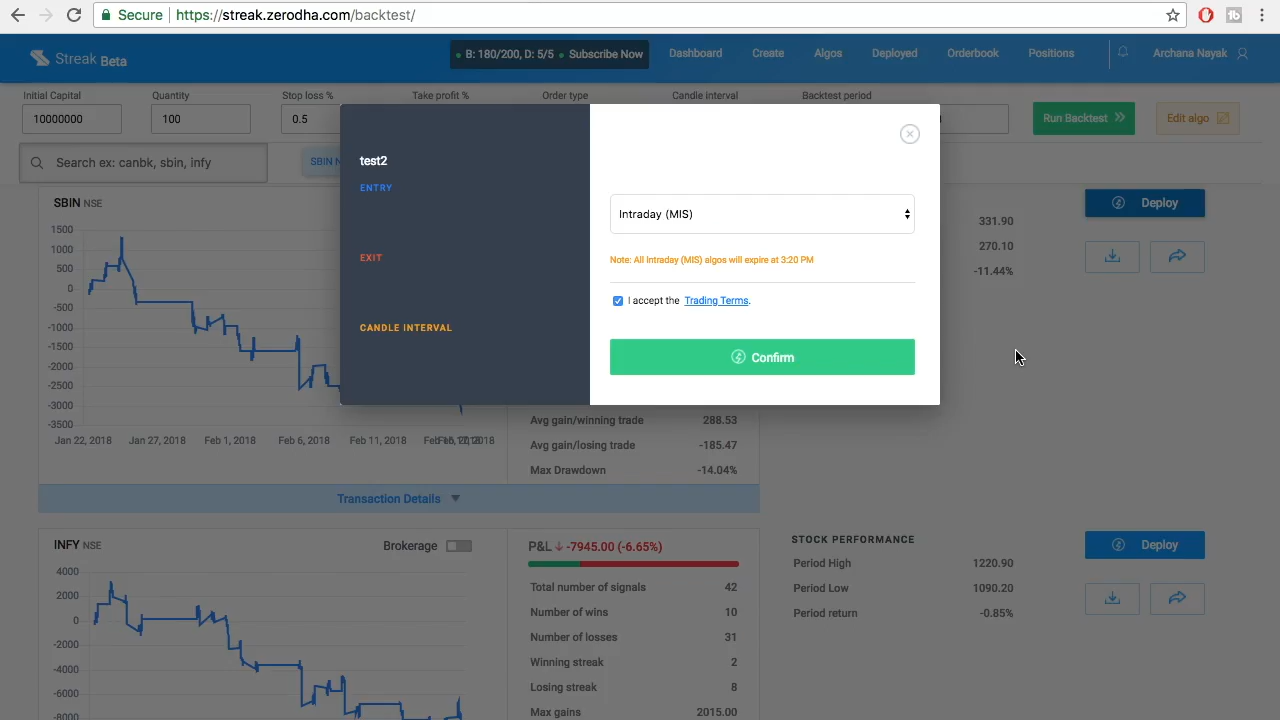 Secure https://streak.zerodha.com/backtest/
Streak Beta
B: 180/200, D: 5/5 Subscribe Now
Dashboard
Create
Algos
Deployed
Orderbook
Positions
Archana Nayak
Initial Capital
Quantity
Stop loss %
Take profit %
Order type
Candle interval
Backtest period
10000000
100
0.5
Run Backtest
Edit algo
Search ex: canbk, sbin, infy
SBIN N
test2
ENTRY
EXIT
CANDLE INTERVAL
Intraday (MIS)
Note: All Intraday (MIS) algos will expire at 3:20 PM
I accept the Trading Terms.
Confirm
SBIN NSE
1500
1000
500
0
-500
-1000
-1500
-2000
-2500
-3000
-3500
Jan 22, 2018
Jan 27, 2018
Feb 1, 2018
Feb 6, 2018
Feb 11, 2018
331.90
270.10
-11.44%
Deploy
Avg gain/winning trade 288.53
Avg gain/losing trade -185.47
Max Drawdown -14.04%
Transaction Details
INFY NSE
Brokerage
4000
2000
0
-2000
-4000
-6000
-8000
P&L -7945.00 (-6.65%)
Total number of signals 42
Number of wins 10
Number of losses 31
Winning streak 2
Losing streak 8
Max gains 2015.00
STOCK PERFORMANCE
Period High 1220.90
Period Low 1090.20
Period return -0.85%
Deploy